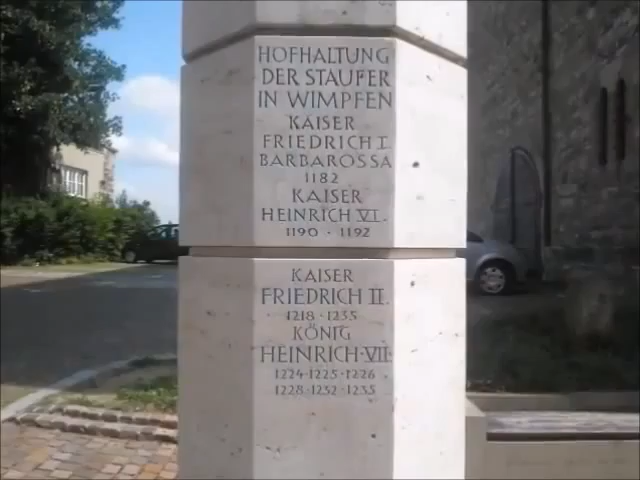 HOFHALTUNG
DER STAUFER
IN WIMPFEN
KAISER
FRIEDRICH I.
BARBAROSSA
1182
KAISER
HEINRICH VI.
1190 · 1192
KAISER
FRIEDRICH II.
1218 · 1235
KÖNIG
HEINRICH · VII.
1224 · 1225 · 1226
1228 · 1232 · 1235